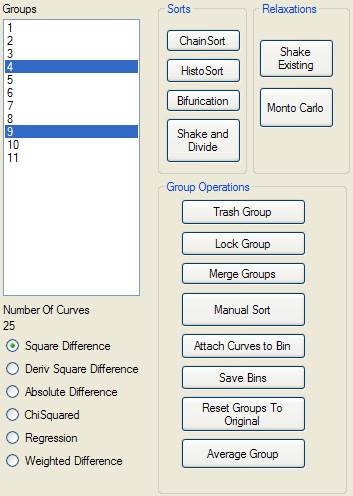 Groups
1
2
3
4
5
6
7
8
9
10
11
Number Of Curves
25
Square Difference
Deriv Square Difference
Absolute Difference
ChiSquared
Regression
Weighted Difference
Sorts
ChainSort
HistoSort
Bifurication
Shake and
Divide
Relaxations
Shake
Existing
Monto Carlo
Group Operations
Trash Group
Lock Group
Merge Groups
Manual Sort
Attach Curves to Bin
Save Bins
Reset Groups To
Original
Average Group